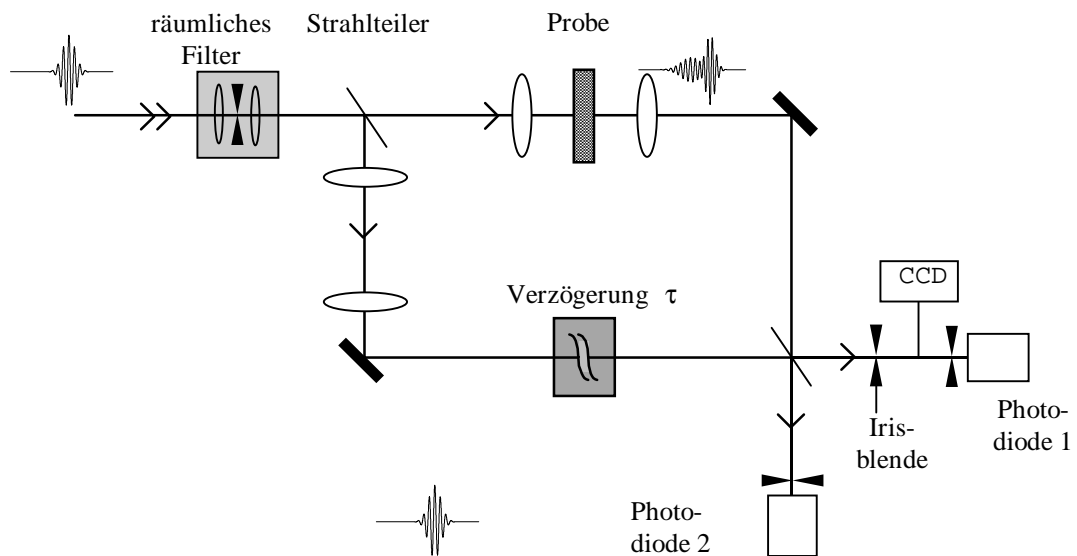 räumliches
Filter
Strahlteiler
Probe
CCD
Verzögerung τ
Iris-
blende
Photo-
diode 1
Photo-
diode 2